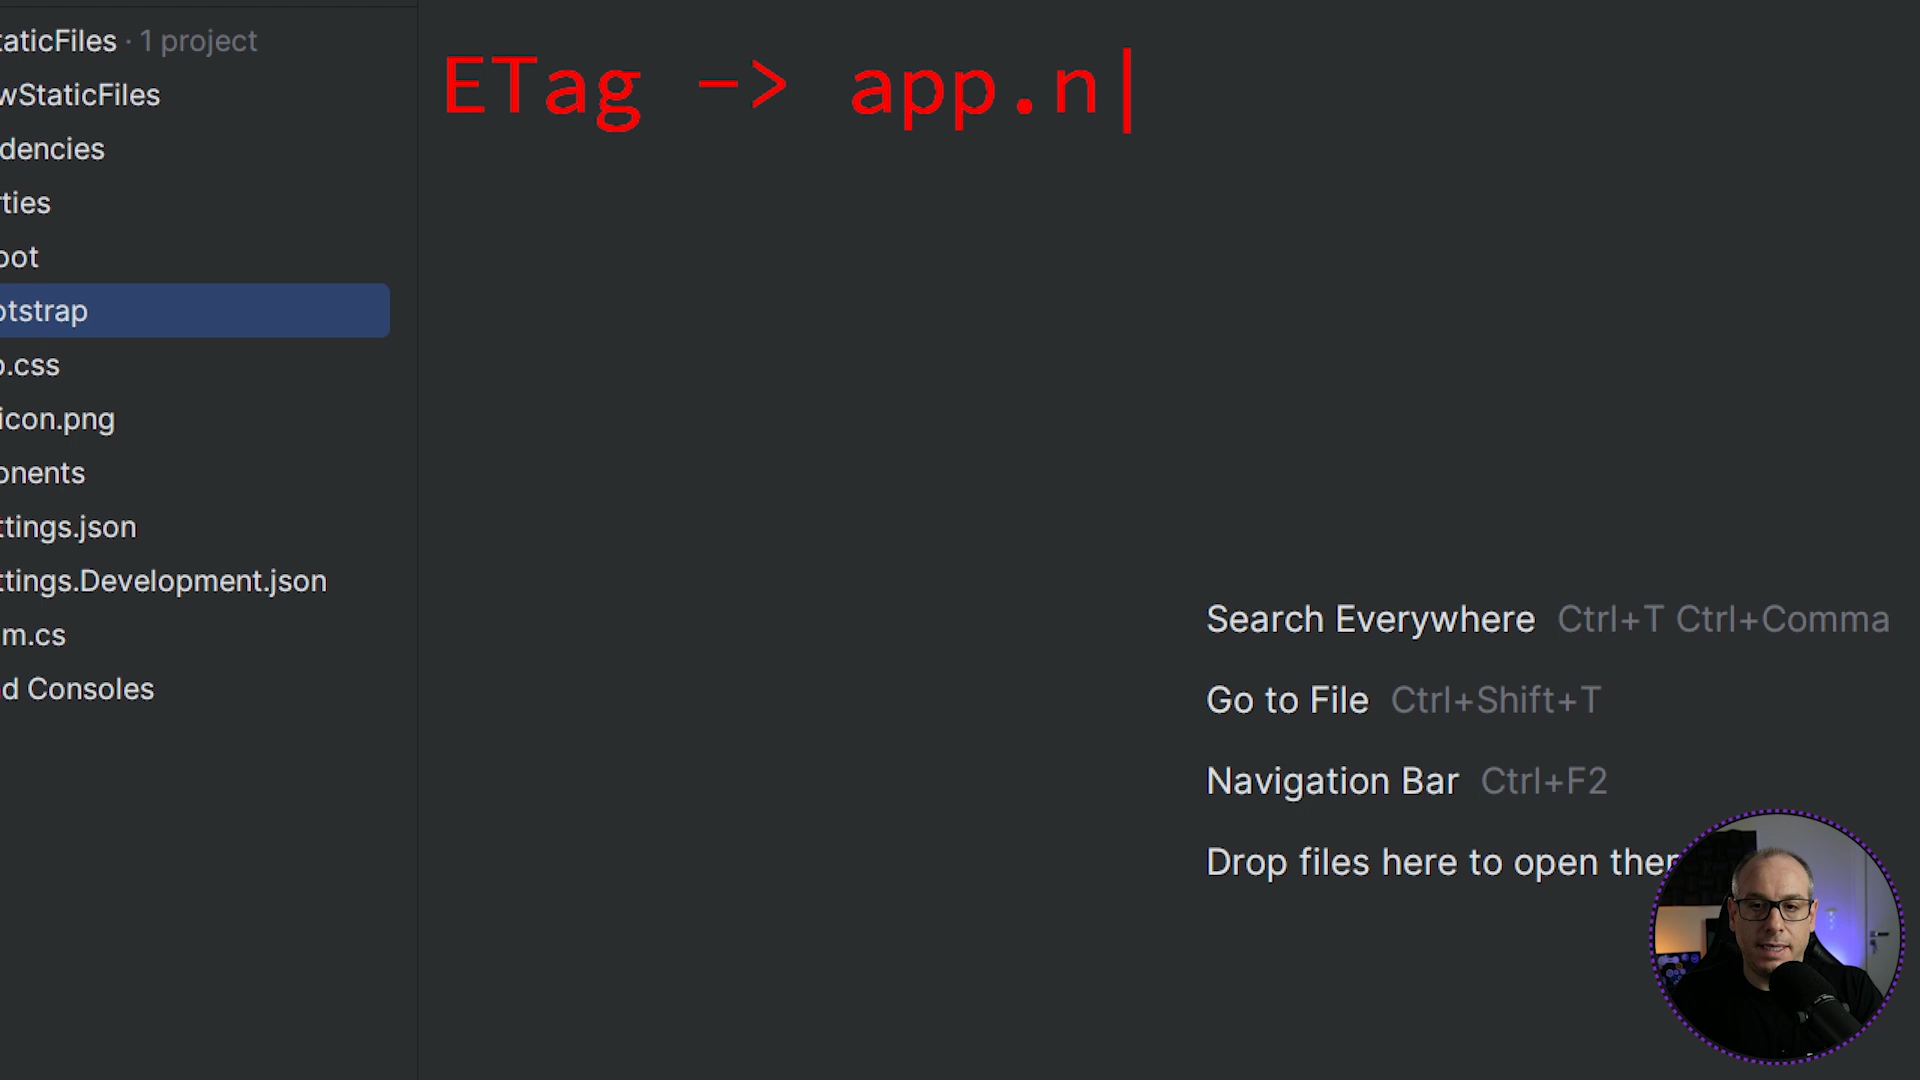 taticFiles · 1 project
wStaticFiles
dencies
rties
oot
otstrap
p.css
icon.png
onents
ttings.json
ttings.Development.json
m.cs
d Consoles
ETag -> app.n
Search Everywhere Ctrl+T Ctrl+Comma
Go to File Ctrl+Shift+T
Navigation Bar Ctrl+F2
Drop files here to open ther